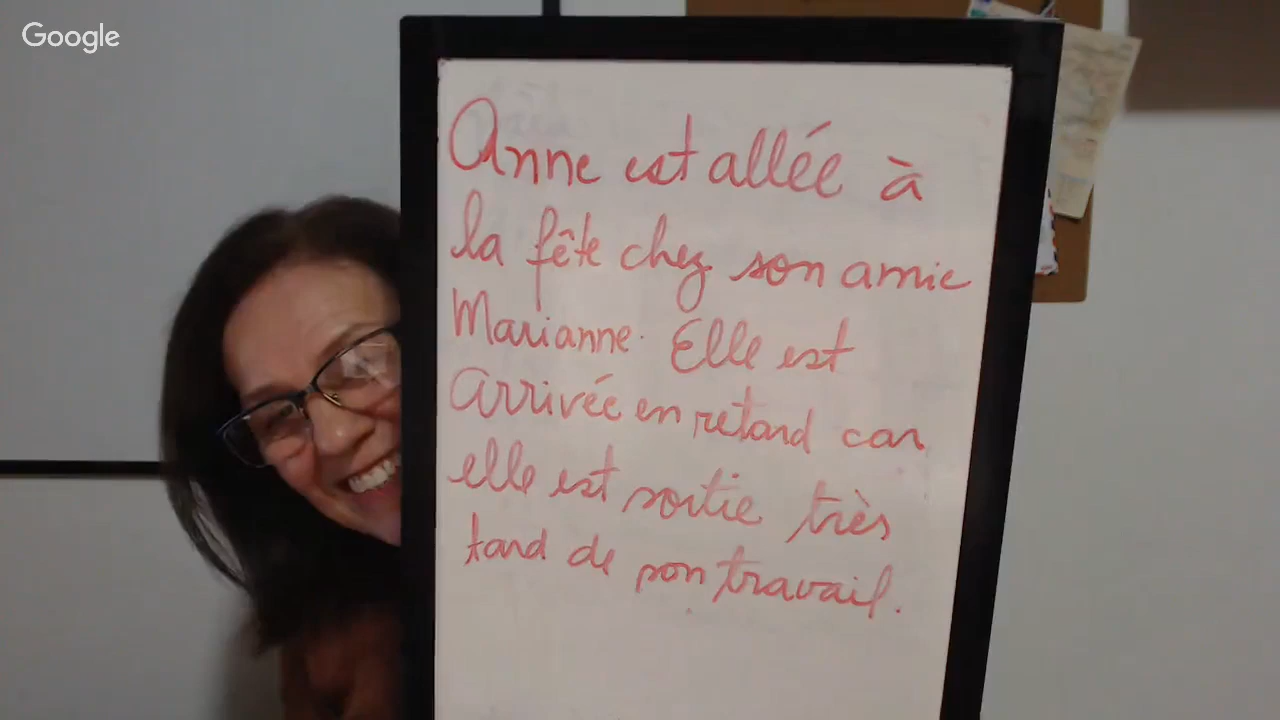 Google
Anne est allée à
la fête chez son amie
Marianne. Elle est
arrivée en retard car
elle est sortie très
tard de son travail.